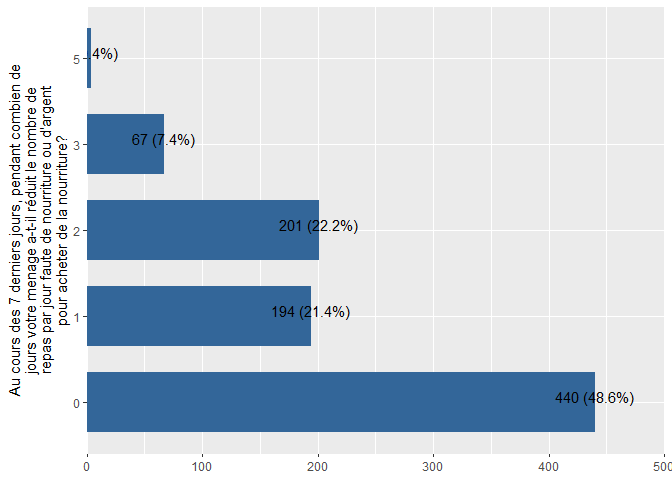 Au cours des 7 derniers jours, pendant combien de
jours votre menage a-t-il réduit le nombre de
repas par jour faute de nourriture ou d'argent
pour acheter de la nourriture?
5
4%)
3
67 (7.4%)
2
201 (22.2%)
1
194 (21.4%)
0
440 (48.6%)
0 100 200 300 400 500